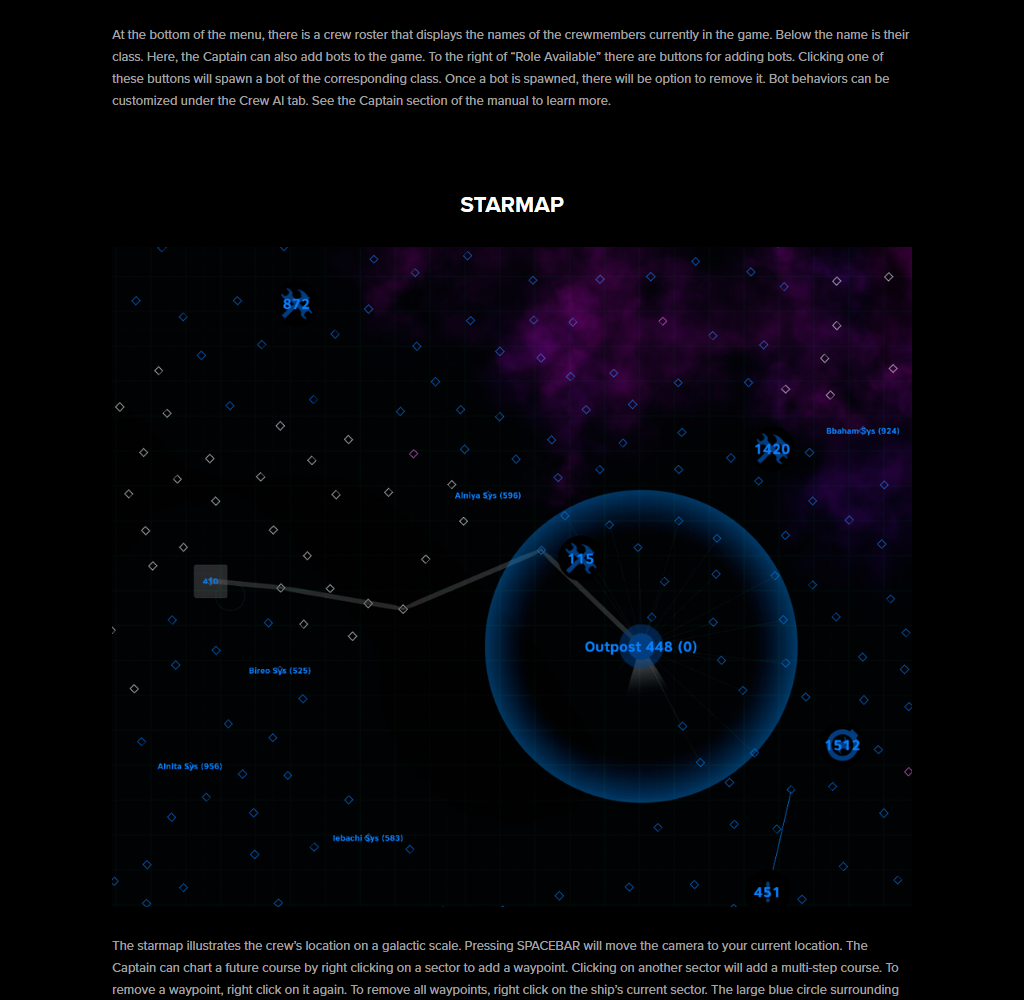 At the bottom of the menu, there is a crew roster that displays the names of the crewmembers currently in the game. Below the name is their
class. Here, the Captain can also add bots to the game. To the right of “Role Available” there are buttons for adding bots. Clicking one of
these buttons will spawn a bot of the corresponding class. Once a bot is spawned, there will be option to remove it. Bot behaviors can be
customized under the Crew AI tab. See the Captain section of the manual to learn more.
STARMAP
872
Bbaham Sys (924)
1420
Alniya Sys (596)
115
410
Outpost 448 (0)
Bireo Sys (525)
1512
Alnita Sys (956)
Iebachi Sys (583)
451
The starmap illustrates the crew’s location on a galactic scale. Pressing SPACEBAR will move the camera to your current location. The
Captain can chart a future course by right clicking on a sector to add a waypoint. Clicking on another sector will add a multi-step course. To
remove a waypoint, right click on it again. To remove all waypoints, right click on the ship’s current sector. The large blue circle surrounding